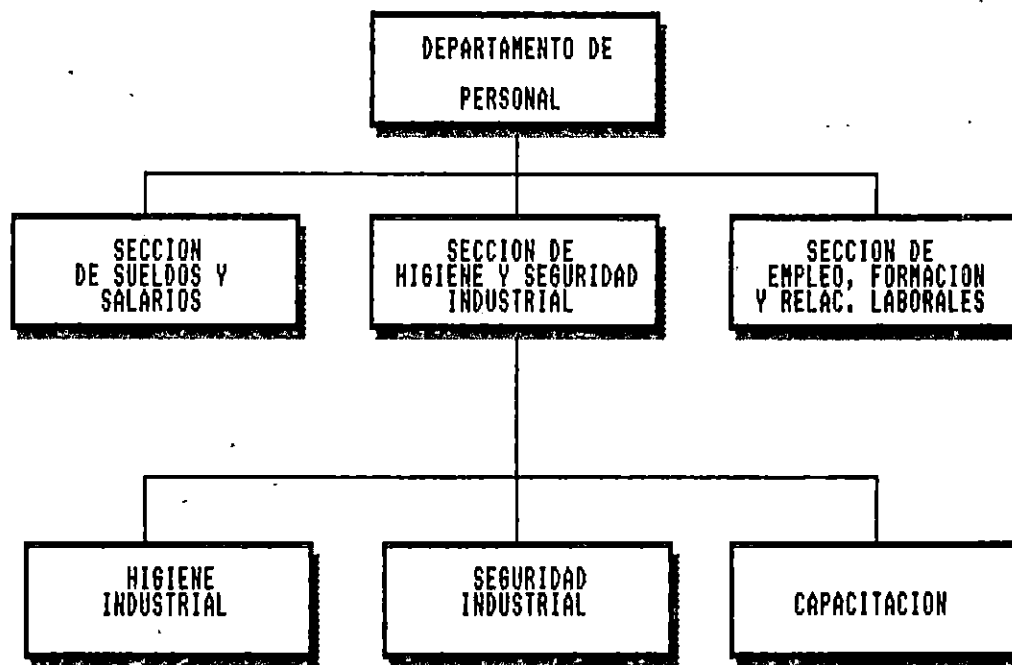 DEPARTAMENTO DE
PERSONAL
SECCION
DE SUELDOS Y
SALARIOS
SECCION DE
HIGIENE Y SEGURIDAD
INDUSTRIAL
SECCION DE
EMPLEO, FORMACION
Y RELAC. LABORALES
HIGIENE
INDUSTRIAL
SEGURIDAD
INDUSTRIAL
CAPACITACION